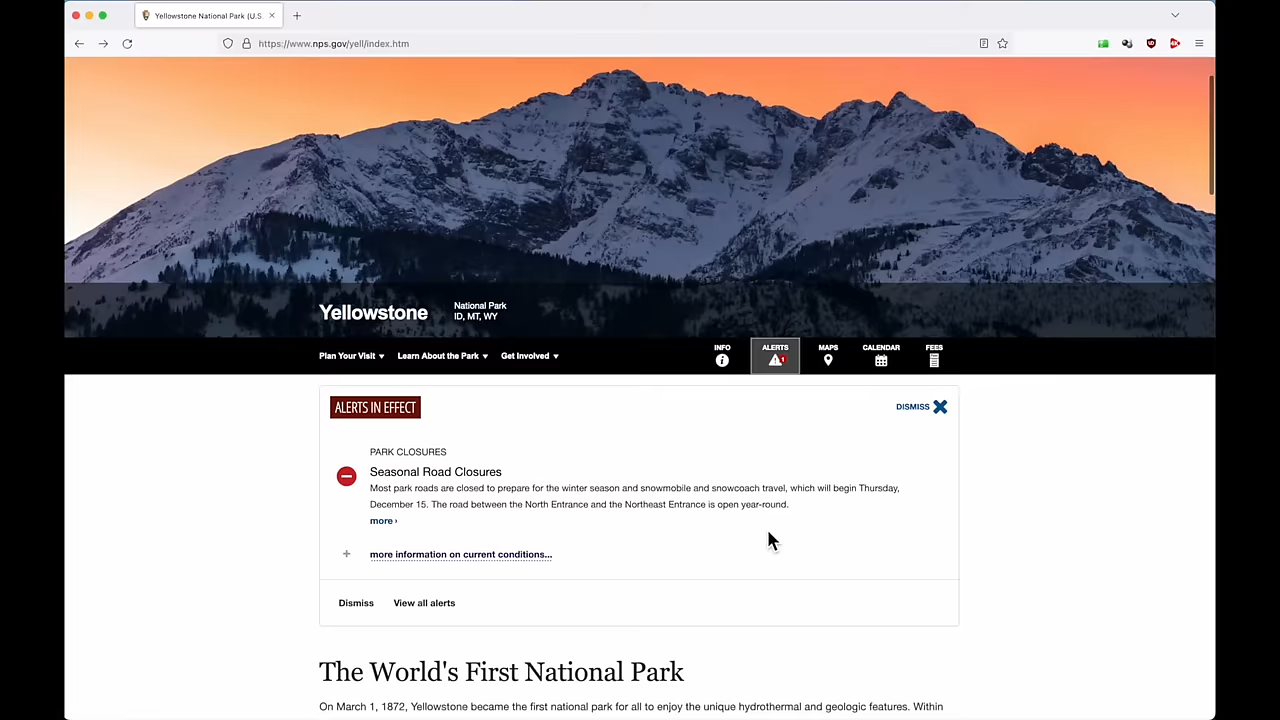 Yellowstone National Park (U.S.
https://www.nps.gov/yell/index.htm
Yellowstone
National Park
ID, MT, WY
Plan Your Visit
Learn About the Park
Get Involved
INFO
ALERTS
1
MAPS
CALENDAR
FEES
ALERTS IN EFFECT
DISMISS
PARK CLOSURES
Seasonal Road Closures
Most park roads are closed to prepare for the winter season and snowmobile and snowcoach travel, which will begin Thursday,
December 15. The road between the North Entrance and the Northeast Entrance is open year-round.
more ›
+ more information on current conditions...
Dismiss
View all alerts
The World's First National Park
On March 1, 1872, Yellowstone became the first national park for all to enjoy the unique hydrothermal and geologic features. Within